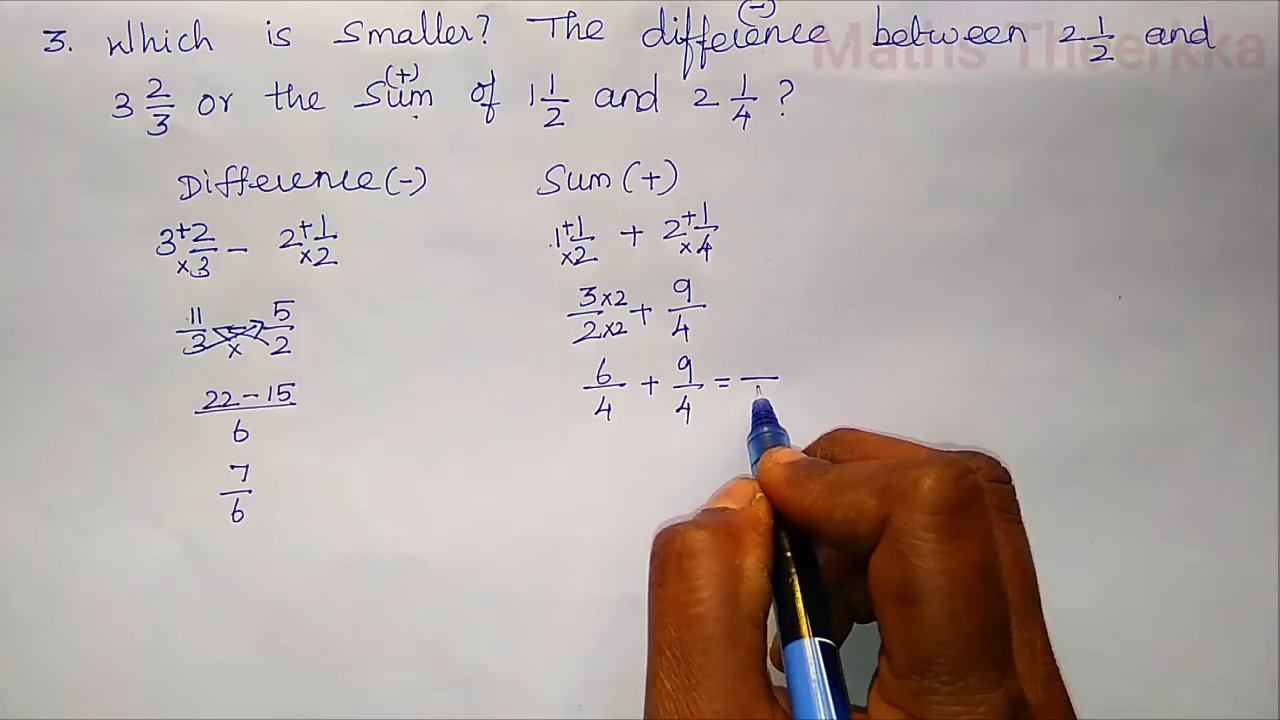 3. Which is Smaller? The difference (-) between 2 1/2 and
3 2/3 or the Sum (+) of 1 1/2 and 2 1/4 ?
Maths Theerkka
Difference (-)
3 + 2/3 × - 2 + 1/2 ×
11/3 × 5/2
22 - 15 / 6
7/6
Sum (+)
1 + 1/2 × + 2 + 1/4 ×
3×2/2×2 + 9/4
6/4 + 9/4 =